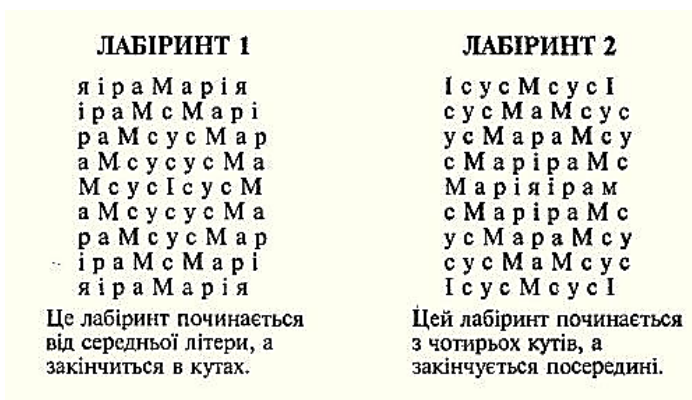 ЛАБІРИНТ 1
я і р а М а р і я
і р а М с М а р і
р а М с у с М а р
а М с у с у с М а
М с у с І с у с М
а М с у с у с М а
р а М с у с М а р
і р а М с М а р і
я і р а М а р і я
Це лабіринт починається
від середньої літери, а
закінчиться в кутах.
ЛАБІРИНТ 2
І с у с М с у с І
с у с М а М с у с
у с М а р а М с у
с М а р і р а М с
М а р і я і р а м
с М а р і р а М с
у с М а р а М с у
с у с М а М с у с
І с у с М с у с І
Цей лабіринт починається
з чотирьох кутів, а
закінчується посередині.